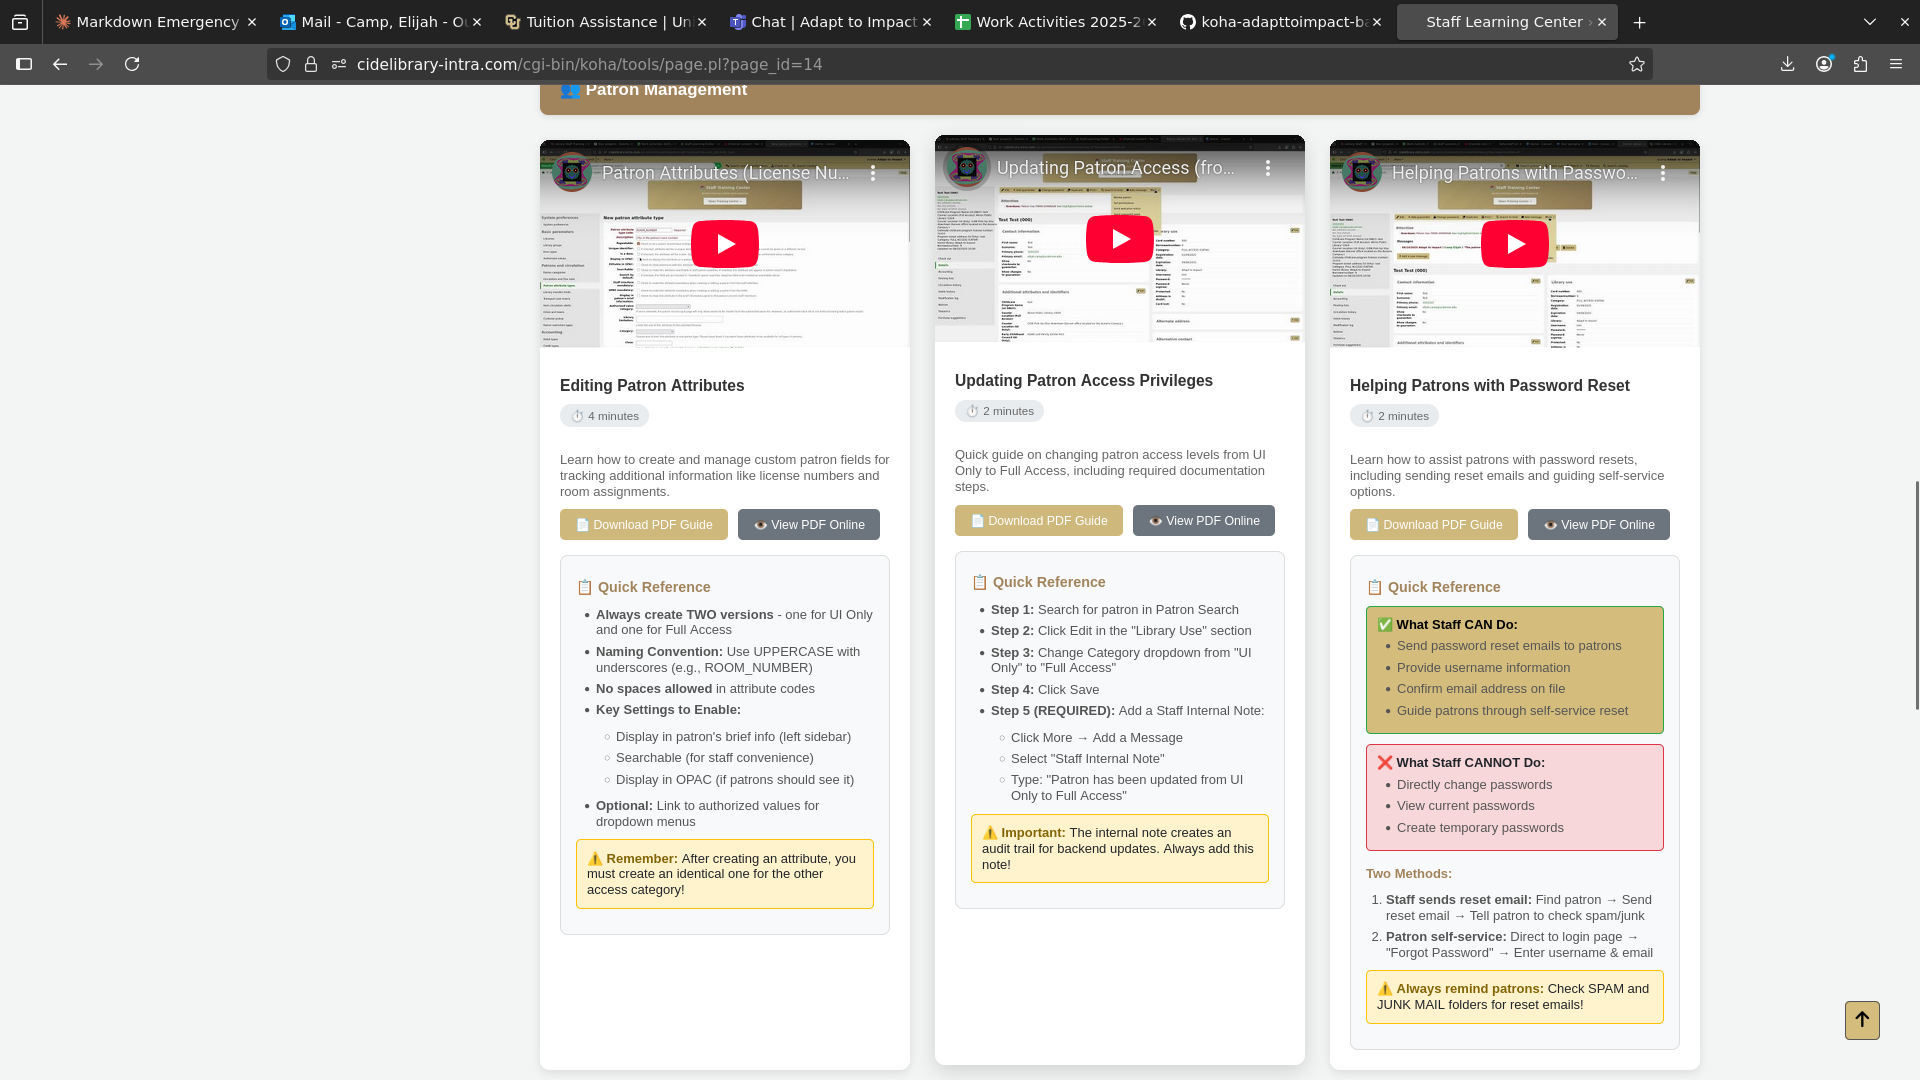 Markdown Emergency
Mail - Camp, Elijah - Ou
Tuition Assistance | Uni
Chat | Adapt to Impact
Work Activities 2025-2
koha-adapttoimpact-ba
Staff Learning Center ›
cidelibrary-intra.com/cgi-bin/koha/tools/page.pl?page_id=14
👥 Patron Management
Patron Attributes (License Nu...
Editing Patron Attributes
⏱️ 4 minutes
Learn how to create and manage custom patron fields for
tracking additional information like license numbers and
room assignments.
📄 Download PDF Guide
👁️ View PDF Online
📋 Quick Reference
• Always create TWO versions - one for UI Only
and one for Full Access
• Naming Convention: Use UPPERCASE with
underscores (e.g., ROOM_NUMBER)
• No spaces allowed in attribute codes
• Key Settings to Enable:
○ Display in patron's brief info (left sidebar)
○ Searchable (for staff convenience)
○ Display in OPAC (if patrons should see it)
• Optional: Link to authorized values for
dropdown menus
⚠️ Remember: After creating an attribute, you
must create an identical one for the other
access category!
Updating Patron Access (fro...
Updating Patron Access Privileges
⏱️ 2 minutes
Quick guide on changing patron access levels from UI
Only to Full Access, including required documentation
steps.
📄 Download PDF Guide
👁️ View PDF Online
📋 Quick Reference
• Step 1: Search for patron in Patron Search
• Step 2: Click Edit in the "Library Use" section
• Step 3: Change Category dropdown from "UI
Only" to "Full Access"
• Step 4: Click Save
• Step 5 (REQUIRED): Add a Staff Internal Note:
○ Click More → Add a Message
○ Select "Staff Internal Note"
○ Type: "Patron has been updated from UI
Only to Full Access"
⚠️ Important: The internal note creates an
audit trail for backend updates. Always add this
note!
Helping Patrons with Passwo...
Helping Patrons with Password Reset
⏱️ 2 minutes
Learn how to assist patrons with password resets,
including sending reset emails and guiding self-service
options.
📄 Download PDF Guide
👁️ View PDF Online
📋 Quick Reference
✅ What Staff CAN Do:
• Send password reset emails to patrons
• Provide username information
• Confirm email address on file
• Guide patrons through self-service reset
❌ What Staff CANNOT Do:
• Directly change passwords
• View current passwords
• Create temporary passwords
Two Methods:
1. Staff sends reset email: Find patron → Send
reset email → Tell patron to check spam/junk
2. Patron self-service: Direct to login page →
"Forgot Password" → Enter username & email
⚠️ Always remind patrons: Check SPAM and
JUNK MAIL folders for reset emails!